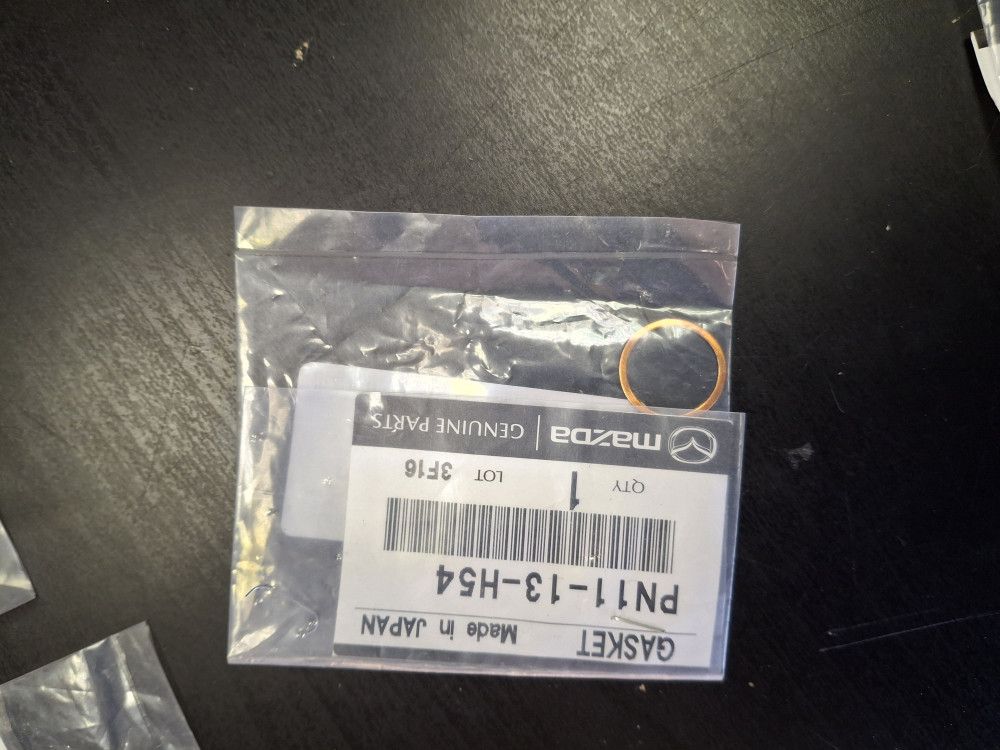 mazda | GENUINE PARTS
QTY 1 LOT 3F16
PN11-13-H54
GASKET Made in JAPAN